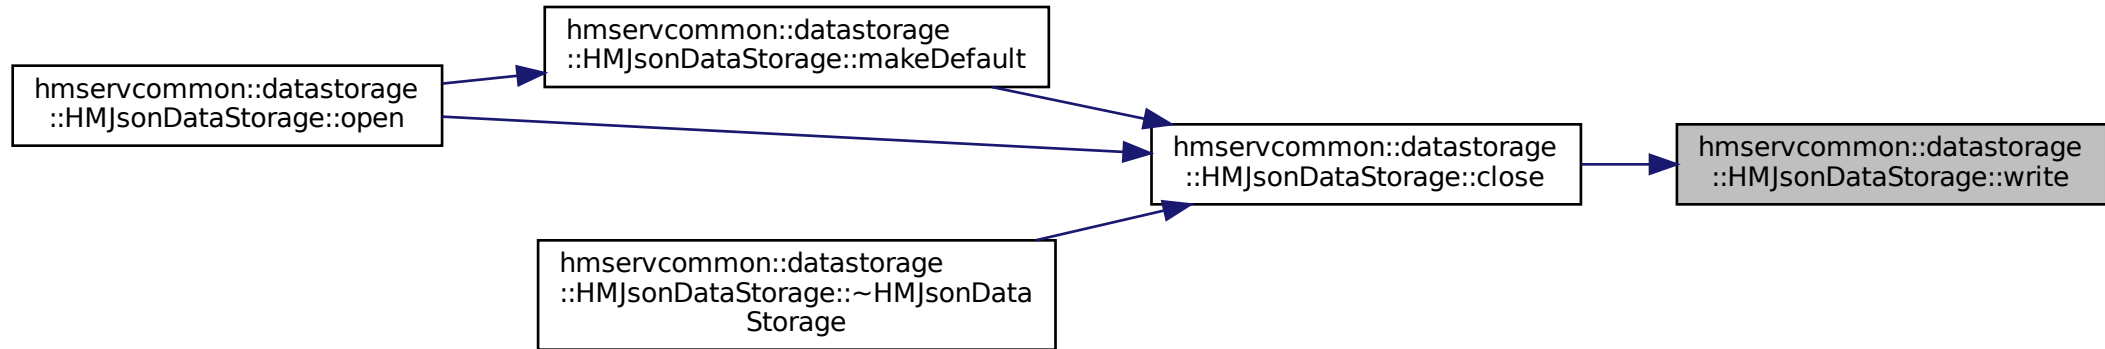 hmservcommon::datastorage
::HMJsonDataStorage::open
hmservcommon::datastorage
::HMJsonDataStorage::makeDefault
hmservcommon::datastorage
::HMJsonDataStorage::~HMJsonData
Storage
hmservcommon::datastorage
::HMJsonDataStorage::close
hmservcommon::datastorage
::HMJsonDataStorage::write